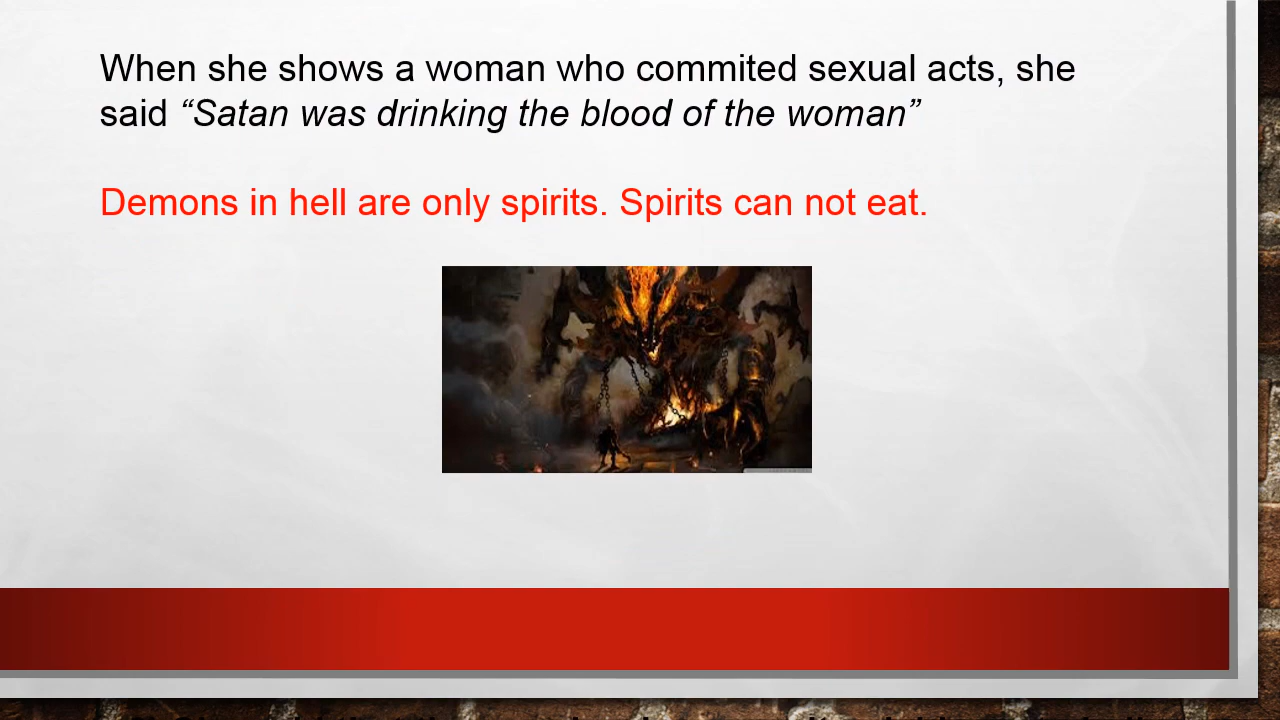 When she shows a woman who commited sexual acts, she
said “Satan was drinking the blood of the woman”
Demons in hell are only spirits. Spirits can not eat.